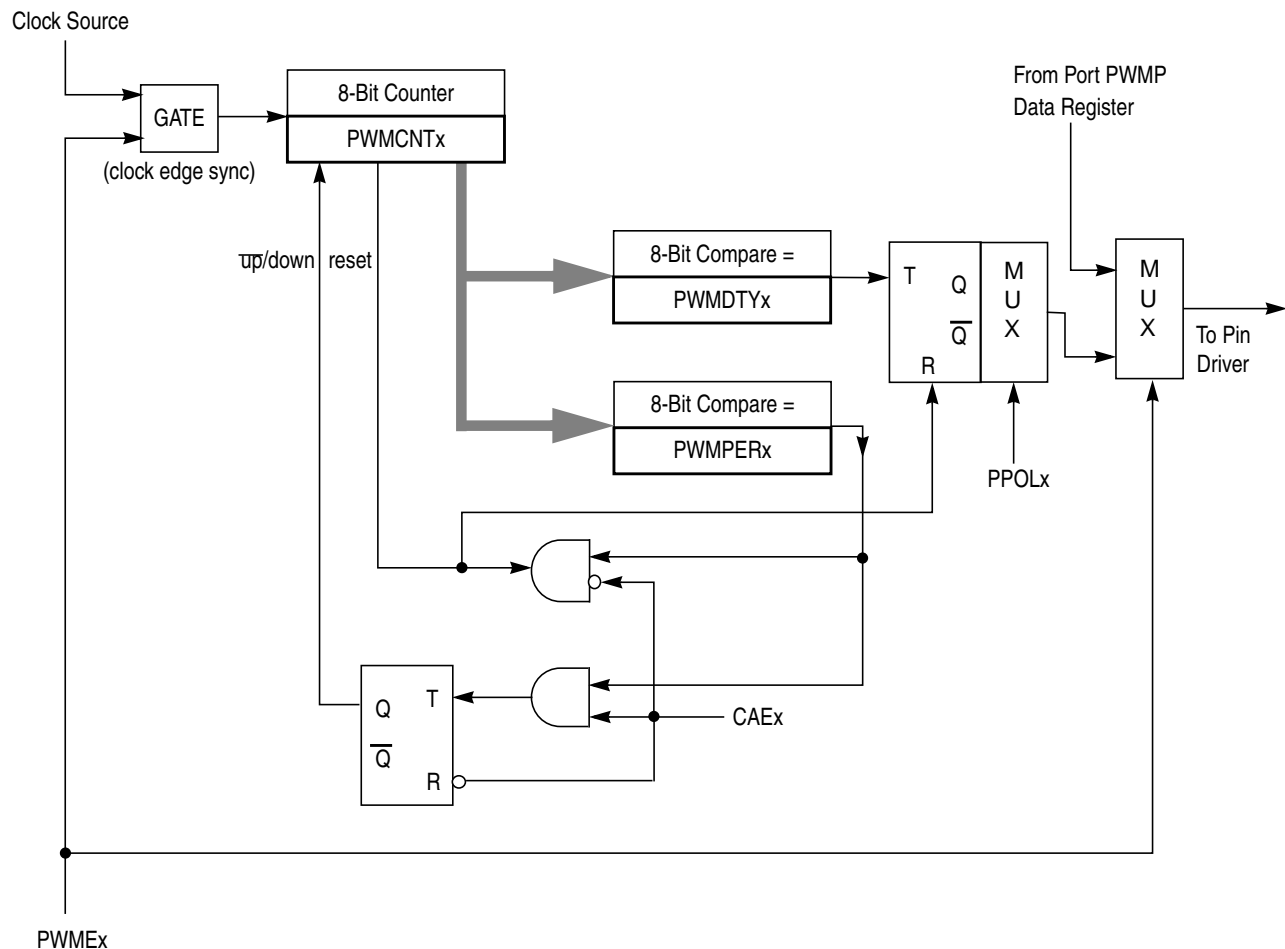 Clock Source
GATE
(clock edge sync)
8-Bit Counter
PWMCNTx
From Port PWMP
Data Register
u̅p̅/down
reset
8-Bit Compare =
PWMDTYx
T
Q
Q̅
R
M
U
X
M
U
X
To Pin
Driver
8-Bit Compare =
PWMPERx
PPOLx
Q
T
Q̅
R
CAEx
PWMEx